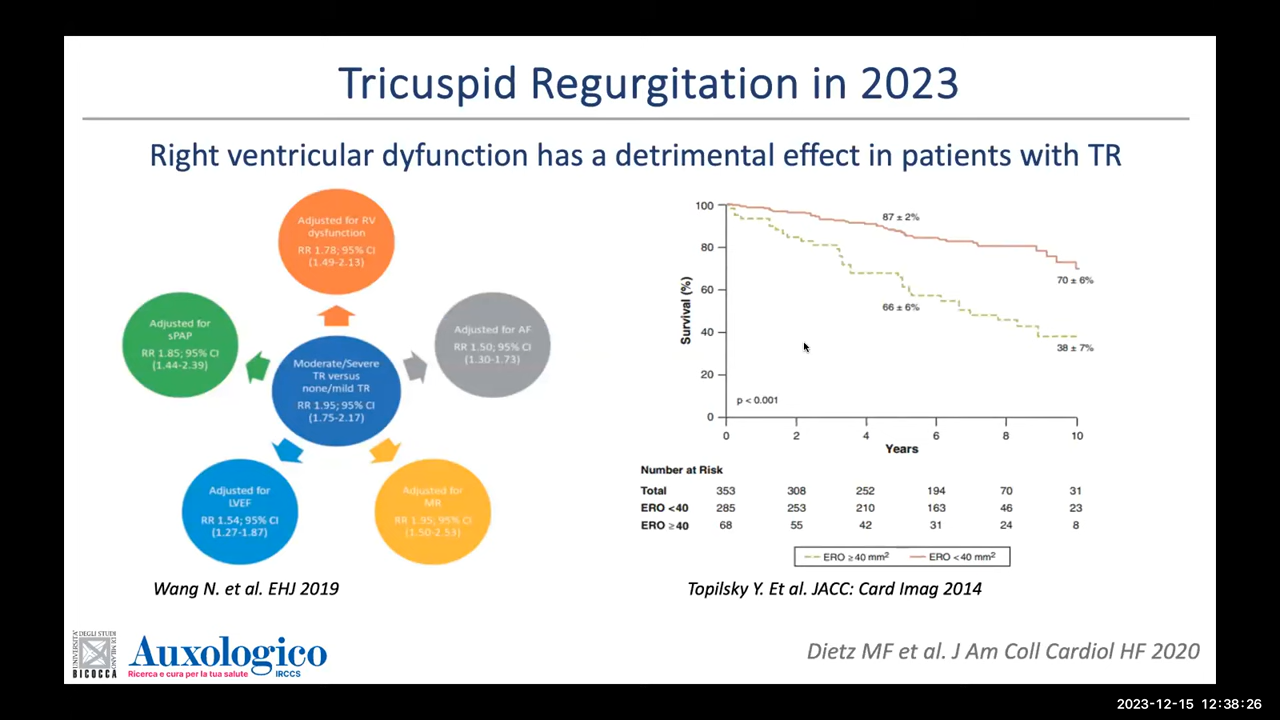 Tricuspid Regurgitation in 2023
Right ventricular dyfunction has a detrimental effect in patients with TR
Adjusted for RV
dysfunction
RR 1.78; 95% CI
(1.49-2.13)
Adjusted for
sPAP
RR 1.85; 95% CI
(1.44-2.39)
Adjusted for AF
RR 1.50; 95% CI
(1.30-1.73)
Moderate/Severe
TR versus
none/mild TR
RR 1.95; 95% CI
(1.75-2.17)
Adjusted for
LVEF
RR 1.54; 95% CI
(1.27-1.87)
Adjusted for
MR
RR 1.95; 95% CI
(1.50-2.53)
Wang N. et al. EHJ 2019
Survival (%)
100
80
60
40
20
0
87 ± 2%
70 ± 6%
66 ± 6%
38 ± 7%
p < 0.001
0 2 4 6 8 10
Years
Number at Risk
Total 353 308 252 194 70 31
ERO <40 285 253 210 163 46 23
ERO ≥40 68 55 42 31 24 8
ERO ≥ 40 mm² ERO < 40 mm²
Topilsky Y. Et al. JACC: Card Imag 2014
UNIVERSITA' DEGLI STUDI DI MILANO
BICOCCA
Auxologico
Ricerca e cura per la tua salute IRCCS
Dietz MF et al. J Am Coll Cardiol HF 2020
2023-12-15 12:38:26